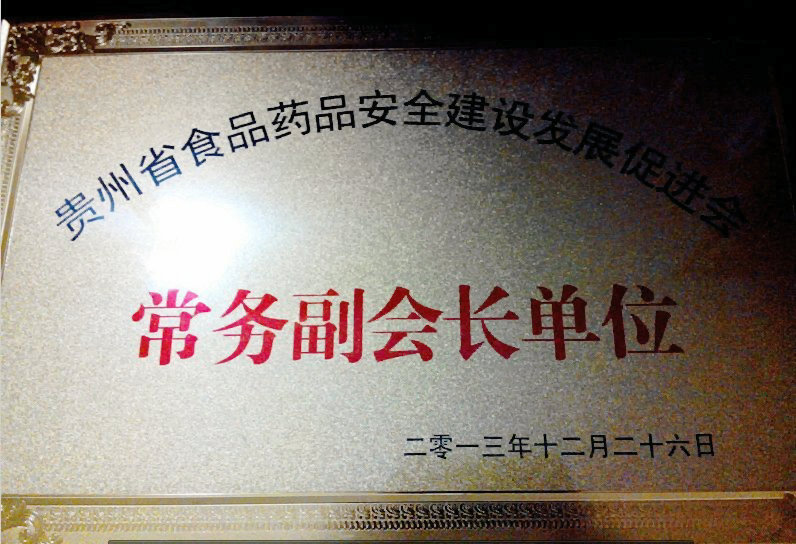 贵州省食品药品安全建设发展促进会
常务副会长单位
二零一三年十二月二十六日